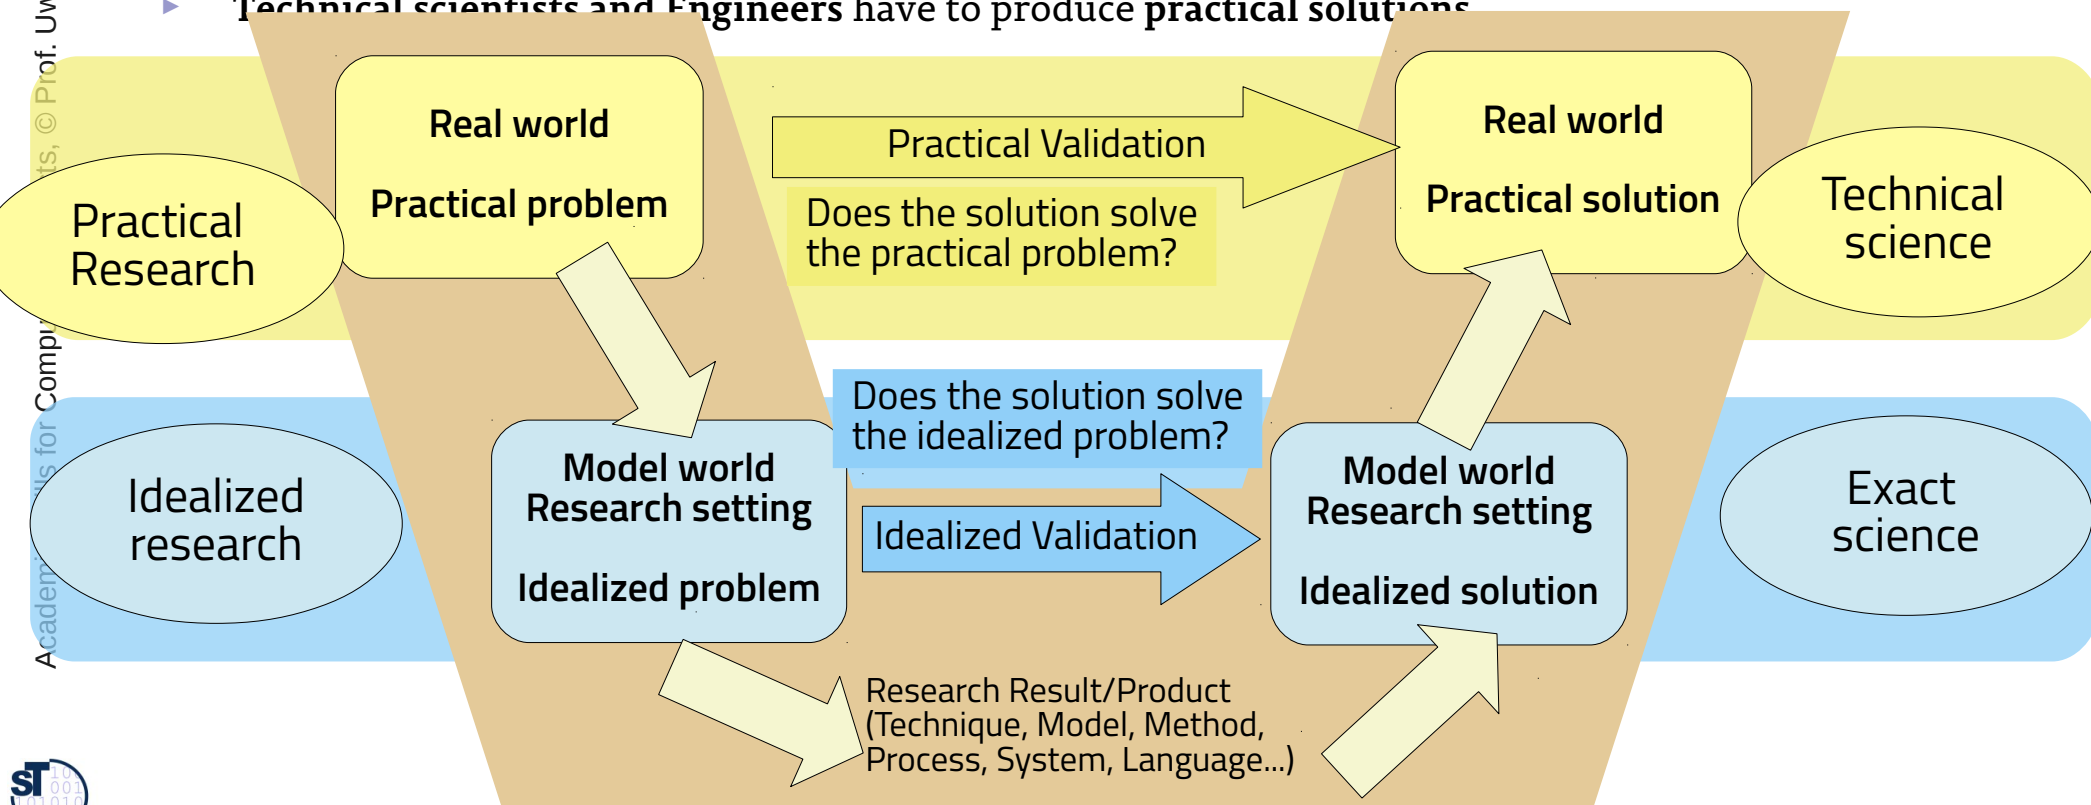 Technical scientists and Engineers have to produce practical solutions
Real world
Practical problem
Practical Validation
Does the solution solve
the practical problem?
Real world
Practical solution
Practical
Research
Technical
science
Does the solution solve
the idealized problem?
Model world
Research setting
Idealized problem
Idealized Validation
Model world
Research setting
Idealized solution
Idealized
research
Exact
science
Research Result/Product
(Technique, Model, Method,
Process, System, Language...)
© Prof.
for
ST